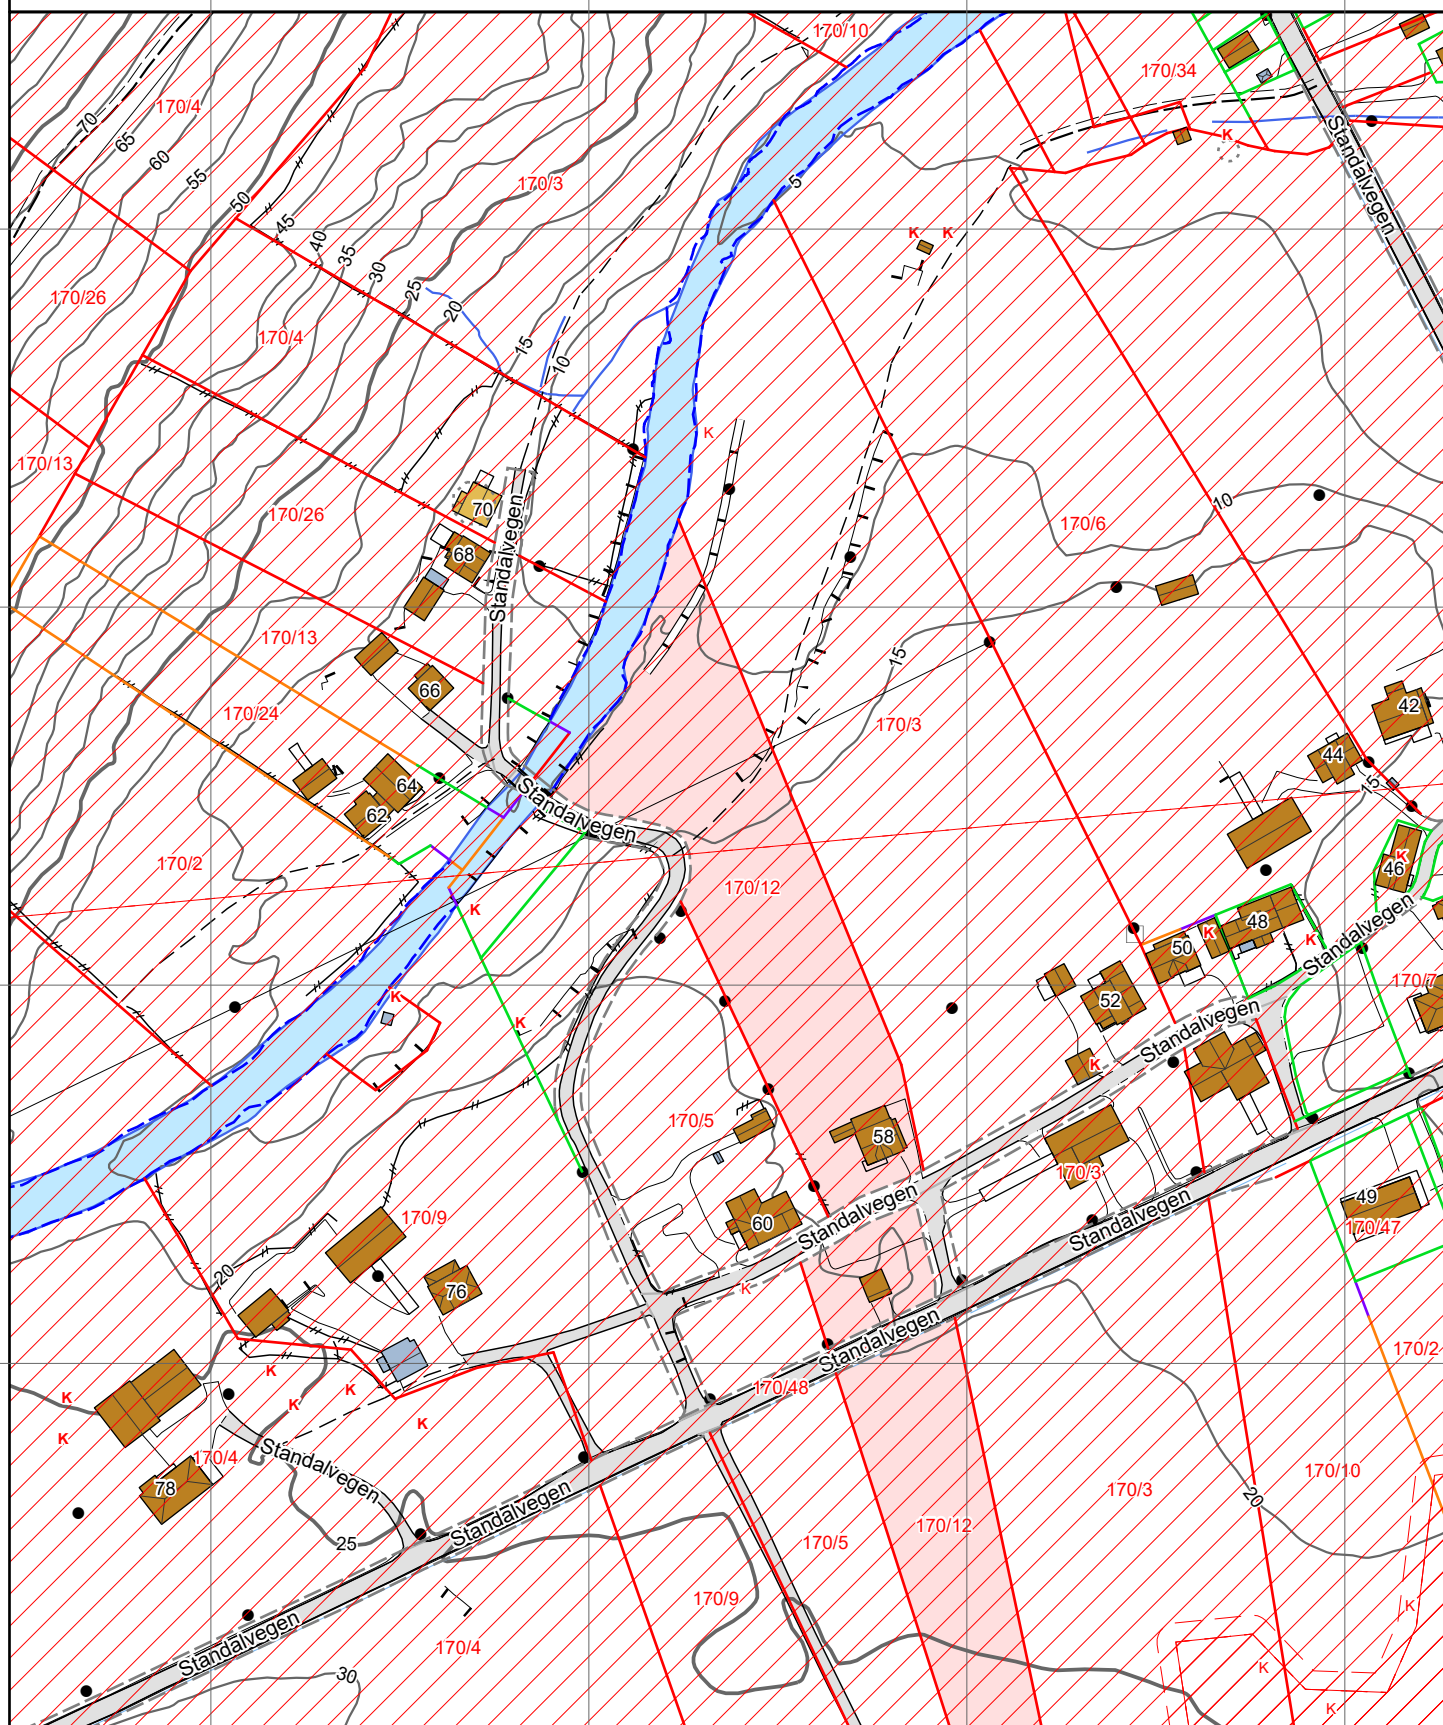 170/10
170/34
K
170/4
70
65
60
55
50
45
40
35
30
25
20
15
10
5
170/3
Standalvegen
K
K
170/26
170/4
K
170/13
170/26
70
68
Standalvegen
170/6
10
15
170/13
66
170/24
170/3
42
44
15
64
62
Standalvegen
170/2
170/12
K
46
K
48
K
50
K
Standalvegen
170/7
52
K
K
Standalvegen
K
170/5
58
170/3
49
170/47
60
Standalvegen
Standalvegen
170/9
20
76
K
Standalvegen
170/2
K
K
K
K
K
K
170/48
170/4
Standalvegen
78
25
Standalvegen
170/3
20
170/10
170/12
170/5
170/9
K
Standalvegen
170/4
30
K
K